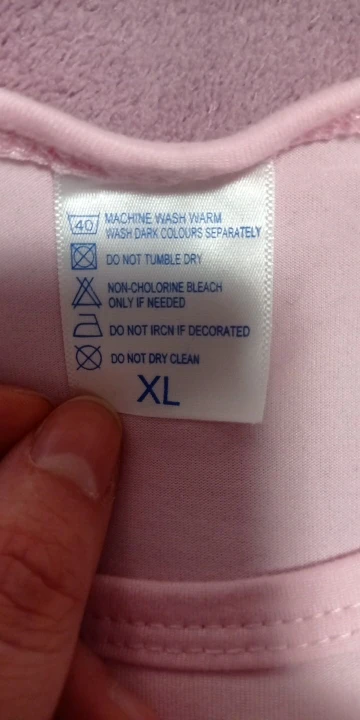 40 MACHINE WASH WARM
WASH DARK COLOURS SEPARATELY
DO NOT TUMBLE DRY
NON-CHOLORINE BLEACH
ONLY IF NEEDED
DO NOT IRCN IF DECORATED
DO NOT DRY CLEAN
XL